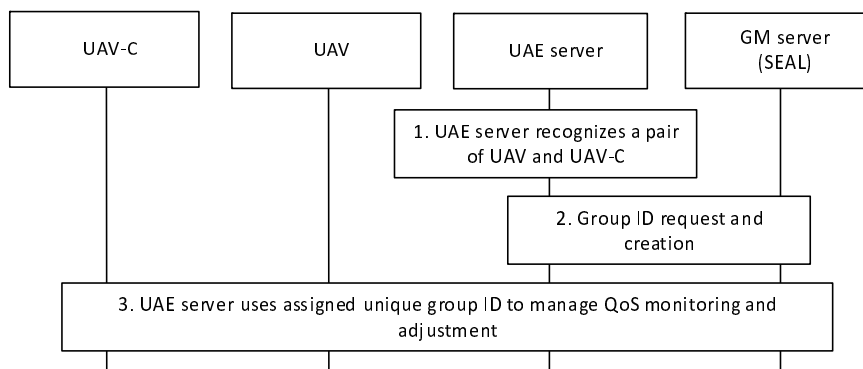 UAV-C
UAV
UAE server
GM server
(SEAL)
1. UAE server recognizes a pair
of UAV and UAV-C
2. Group ID request and
creation
3. UAE server uses assigned unique group ID to manage QoS monitoring and
adjustment